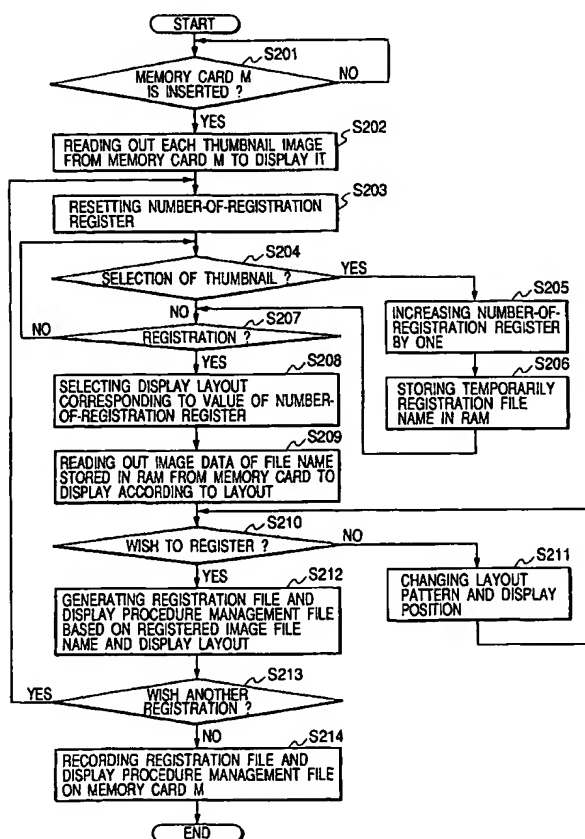 START
S201
MEMORY CARD M
IS INSERTED ?
NO
YES
S202
READING OUT EACH THUMBNAIL IMAGE
FROM MEMORY CARD M TO DISPLAY IT
S203
RESETTING NUMBER-OF-REGISTRATION
REGISTER
S204
SELECTION OF THUMBNAIL ?
YES
NO
S205
INCREASING NUMBER-OF-
REGISTRATION REGISTER
BY ONE
S206
STORING TEMPORARILY
REGISTRATION FILE
NAME IN RAM
S207
REGISTRATION ?
NO
YES
S208
SELECTING DISPLAY LAYOUT
CORRESPONDING TO VALUE OF NUMBER-
OF-REGISTRATION REGISTER
S209
READING OUT IMAGE DATA OF FILE NAME
STORED IN RAM FROM MEMORY CARD TO
DISPLAY ACCORDING TO LAYOUT
S210
WISH TO REGISTER ?
NO
YES
S211
CHANGING LAYOUT
PATTERN AND DISPLAY
POSITION
S212
GENERATING REGISTRATION FILE AND
DISPLAY PROCEDURE MANAGEMENT FILE
BASED ON REGISTERED IMAGE FILE
NAME AND DISPLAY LAYOUT
S213
WISH ANOTHER
REGISTRATION ?
YES
NO
S214
RECORDING REGISTRATION FILE AND
DISPLAY PROCEDURE MANAGEMENT FILE
ON MEMORY CARD M
END